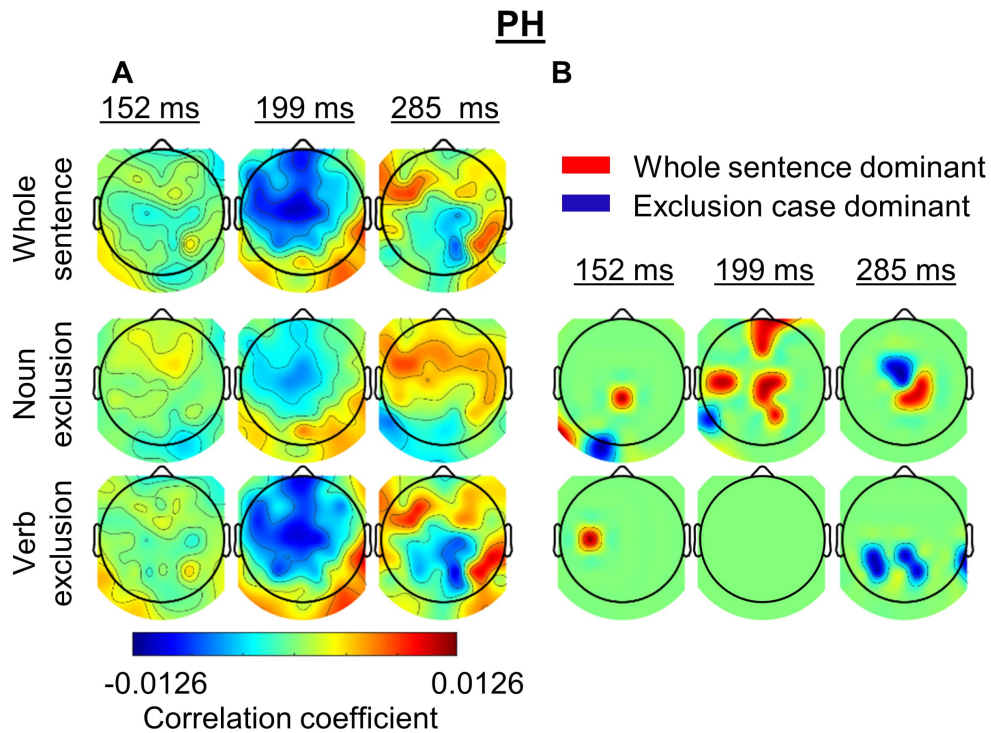 PH
A
152 ms
199 ms
285 ms
Whole
sentence
Noun
exclusion
Verb
exclusion
-0.0126
0.0126
Correlation coefficient
B
Whole sentence dominant
Exclusion case dominant
152 ms
199 ms
285 ms